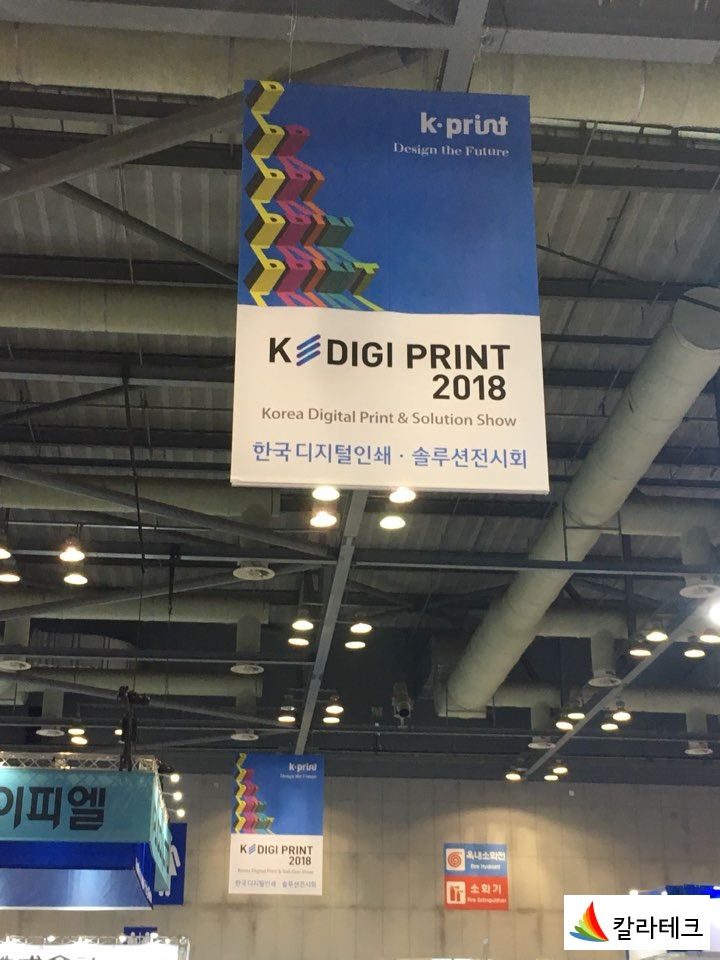 k·print
Design the Future
K DIGI PRINT
2018
Korea Digital Print & Solution Show
한국디지털인쇄 · 솔루션전시회
이피엘
k·print
Design the Future
K DIGI PRINT
2018
Korea Digital Print & Solution Show
한국디지털인쇄 · 솔루션전시회
옥내소화전
Fire Hydrant
소화기
Fire Extinguisher
칼라테크